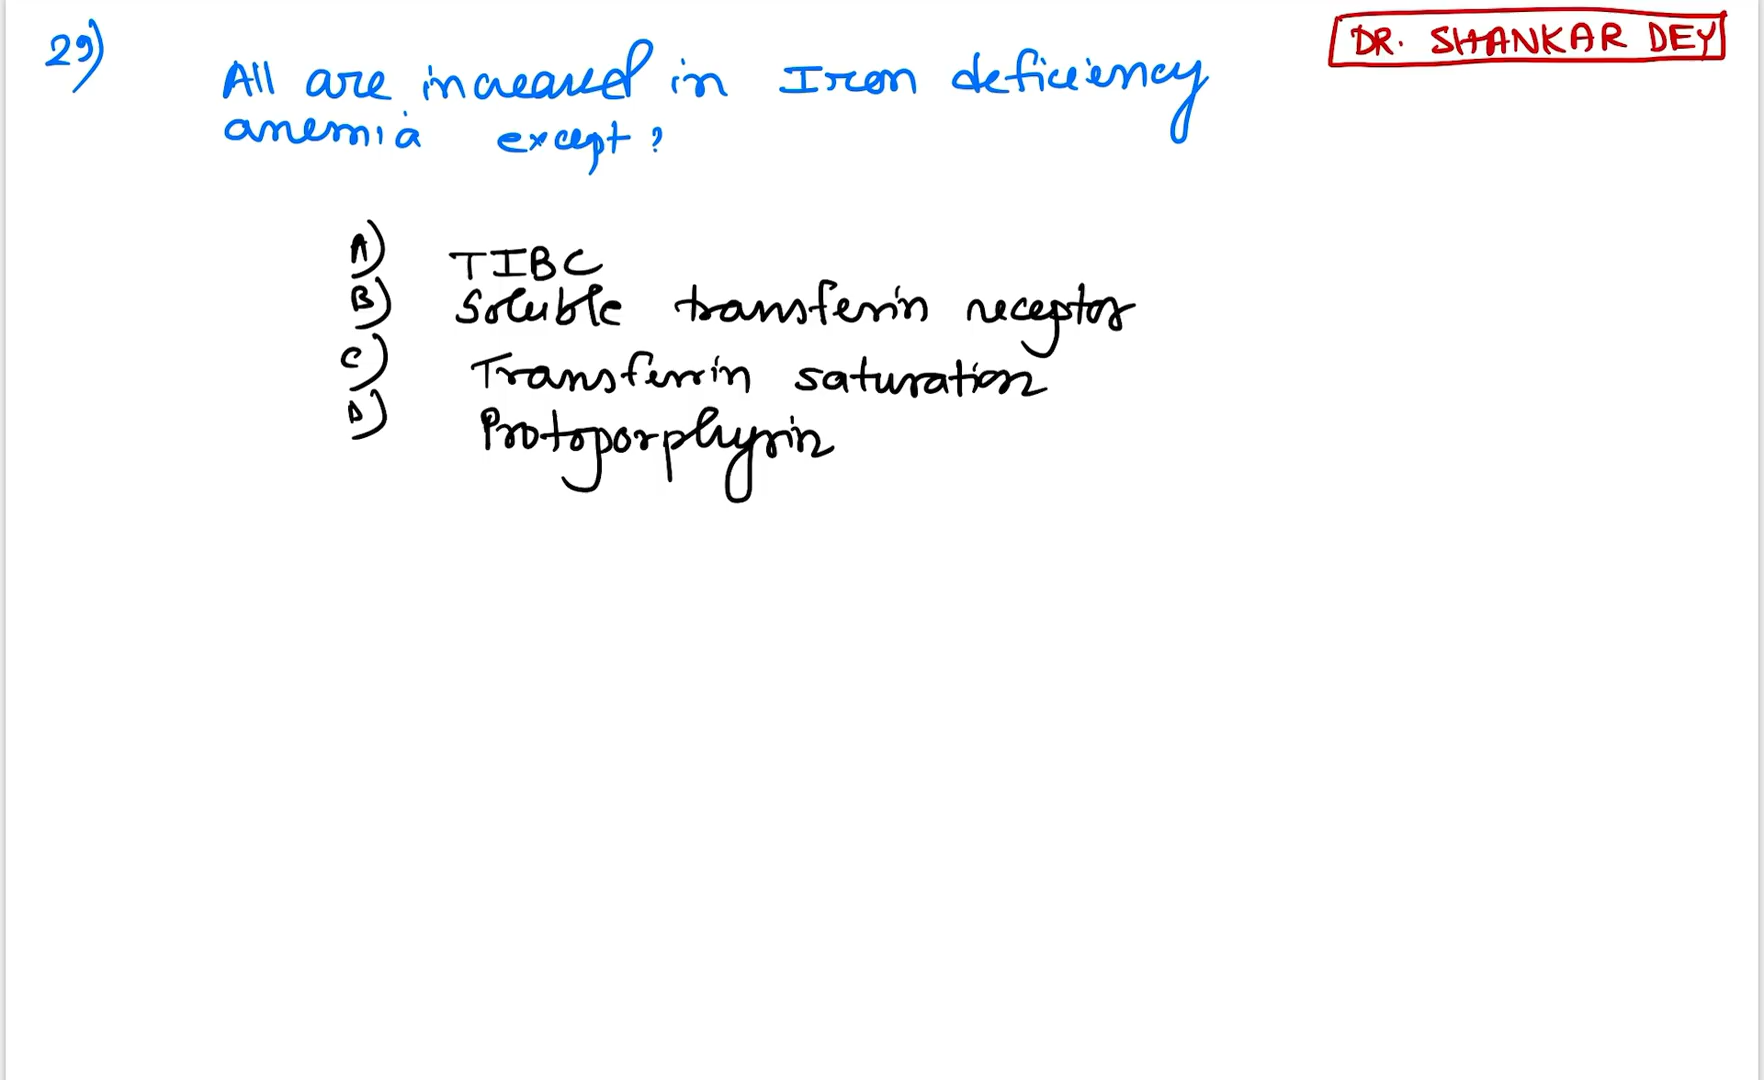 29)
DR. SHANKAR DEY
All are increased in Iron deficiency
anemia except?
A) TIBC
B) Soluble transferrin receptor
C) Transferrin saturation
D) Protoporphyrin